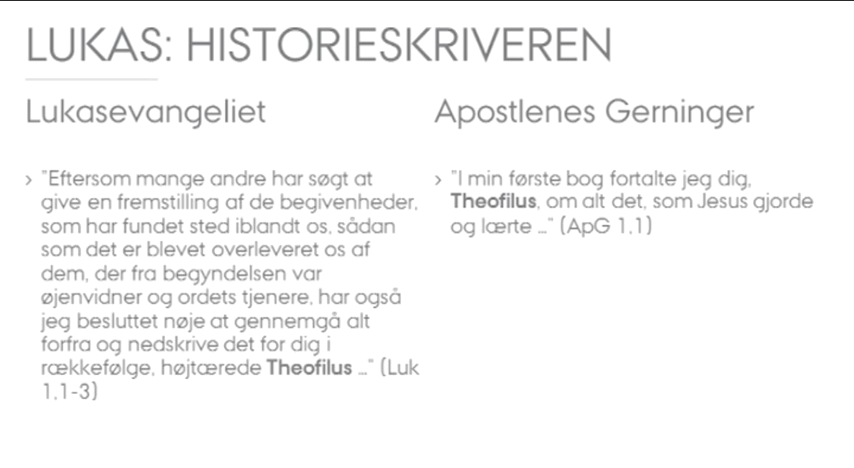 LUKAS: HISTORIESKRIVEREN
Lukasevangeliet
› "Eftersom mange andre har søgt at
give en fremstilling af de begivenheder,
som har fundet sted iblandt os, sådan
som det er blevet overleveret os af
dem, der fra begyndelsen var
øjenvidner og ordets tjenere, har også
jeg besluttet nøje at gennemgå alt
forfra og nedskrive det for dig i
rækkefølge, højtærede Theofilus …" (Luk
1,1-3)
Apostlenes Gerninger
› "I min første bog fortalte jeg dig,
Theofilus, om alt det, som Jesus gjorde
og lærte …" (ApG 1,1)